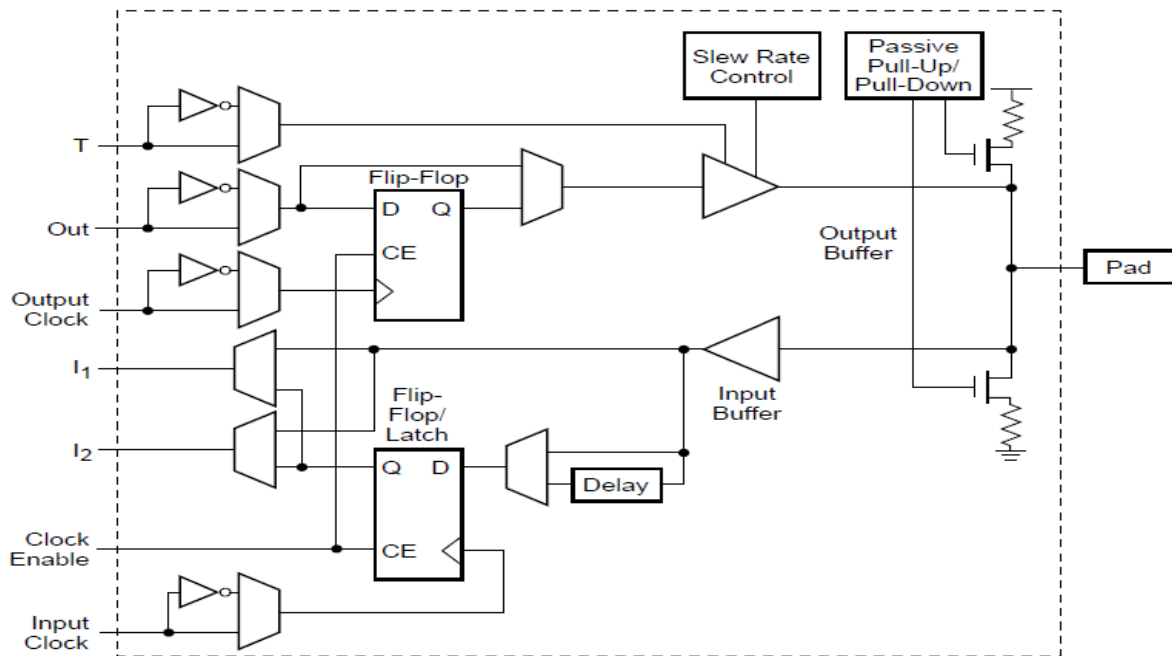 Slew Rate
Control
Passive
Pull-Up/
Pull-Down
T
Flip-Flop
D
Q
Out
CE
Output
Buffer
Pad
Output
Clock
I1
Flip-
Flop/
Latch
Input
Buffer
I2
Q
D
Delay
Clock
Enable
CE
Input
Clock